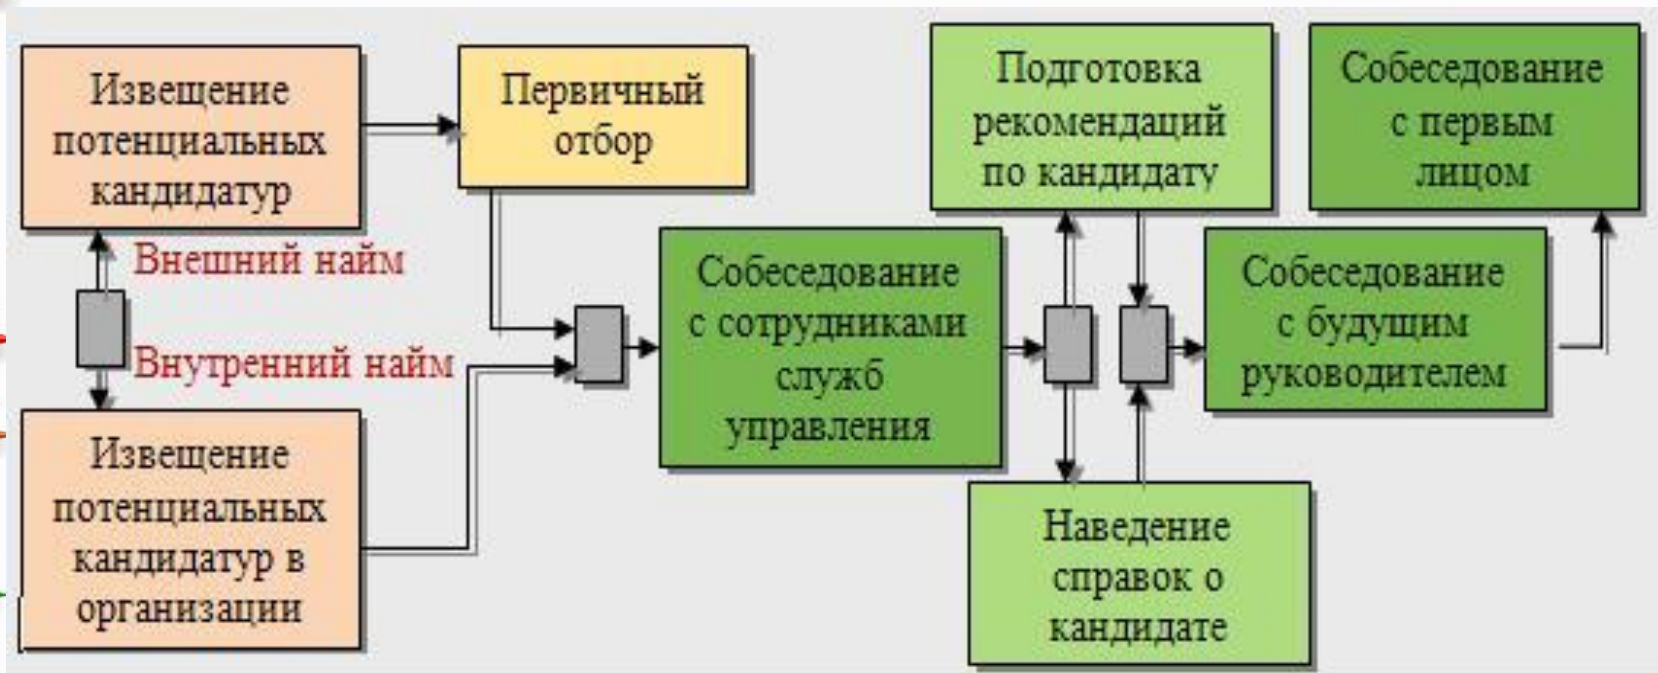 Извещение
потенциальных
кандидатур
Первичный
отбор
Внешний найм
Внутренний найм
Извещение
потенциальных
кандидатур в
организации
Собеседование
с сотрудниками
служб
управления
Подготовка
рекомендаций
по кандидату
Наведение
справок о
кандидате
Собеседование
с будущим
руководителем
Собеседование
с первым
лицом